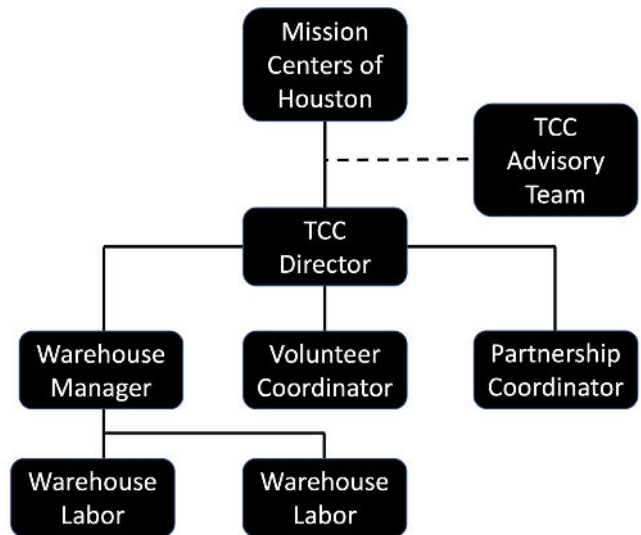 Mission
Centers of
Houston
TCC
Advisory
Team
TCC
Director
Warehouse
Manager
Volunteer
Coordinator
Partnership
Coordinator
Warehouse
Labor
Warehouse
Labor